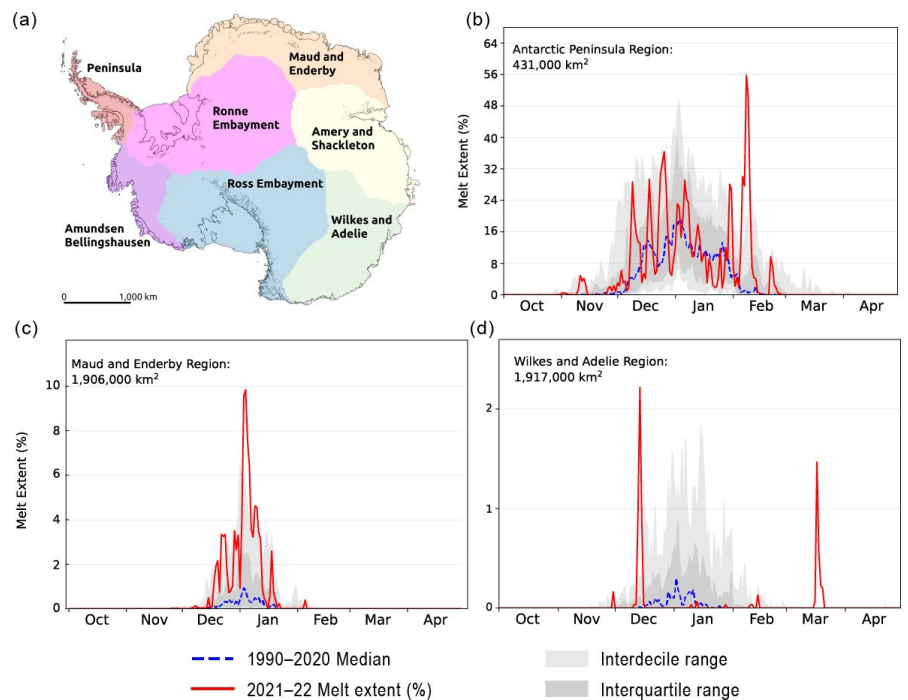 (a)
Peninsula
Maud and
Enderby
Ronne
Embayment
Amery and
Shackleton
Ross Embayment
Wilkes and
Adelie
Amundsen
Bellingshausen
0 1,000 km
(b)
Melt Extent (%)
64
56
48
40
32
24
16
8
0
Antarctic Peninsula Region:
431,000 km²
Oct Nov Dec Jan Feb Mar Apr
(c)
Melt Extent (%)
10
8
6
4
2
0
Maud and Enderby Region:
1,906,000 km²
Oct Nov Dec Jan Feb Mar Apr
(d)
2
1
0
Wilkes and Adelie Region:
1,917,000 km²
Oct Nov Dec Jan Feb Mar Apr
1990–2020 Median
2021–22 Melt extent (%)
Interdecile range
Interquartile range